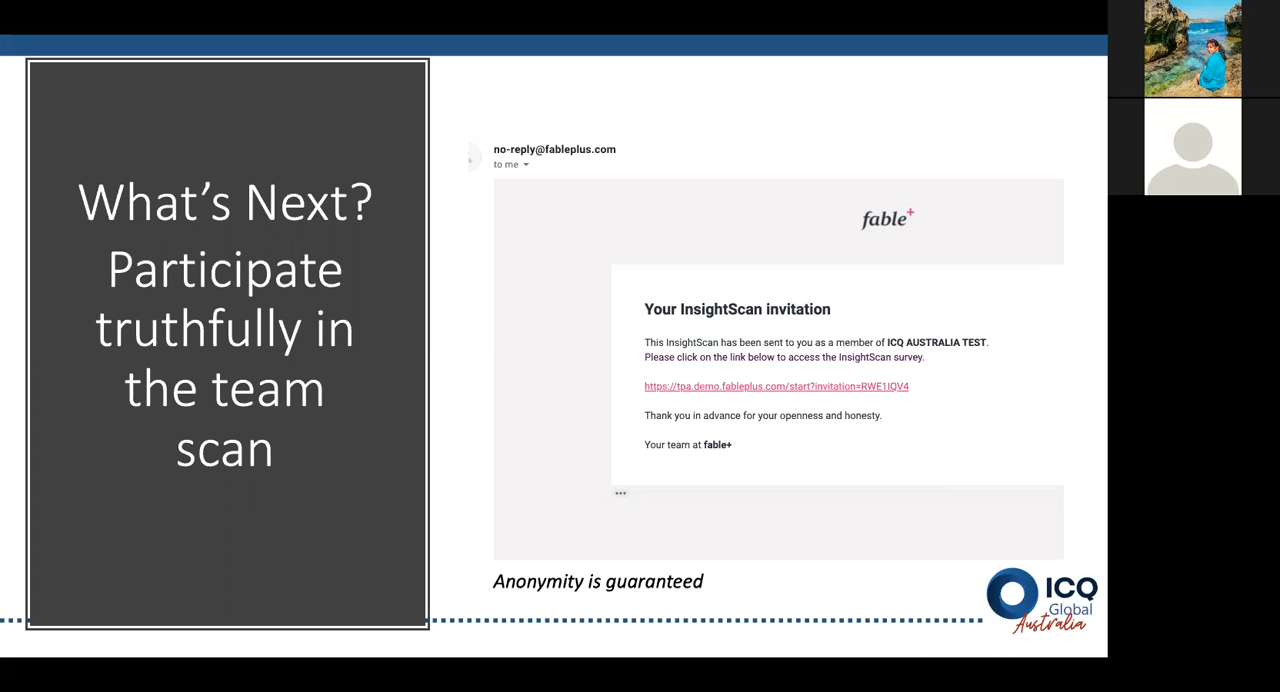 What's Next?
Participate
truthfully in
the team
scan
no-reply@fableplus.com
to me
fable+
Your InsightScan invitation
This InsightScan has been sent to you as a member of ICQ AUSTRALIA TEST.
Please click on the link below to access the InsightScan survey.
https://tpa.demo.fableplus.com/start?invitation=RWE1IQV4
Thank you in advance for your openness and honesty.
Your team at fable+
Anonymity is guaranteed
ICQ
Global
Australia